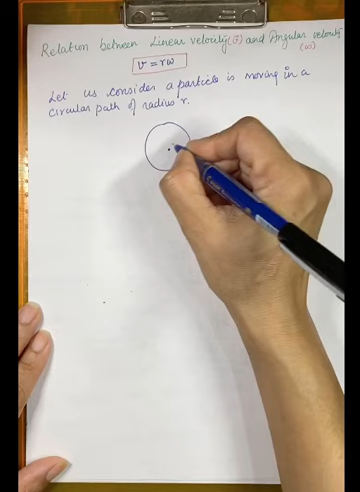 Relation between Linear velocity (v) and Angular velocity (ω)
v = rω
Let us consider a particle is moving in a
circular path of radius r.